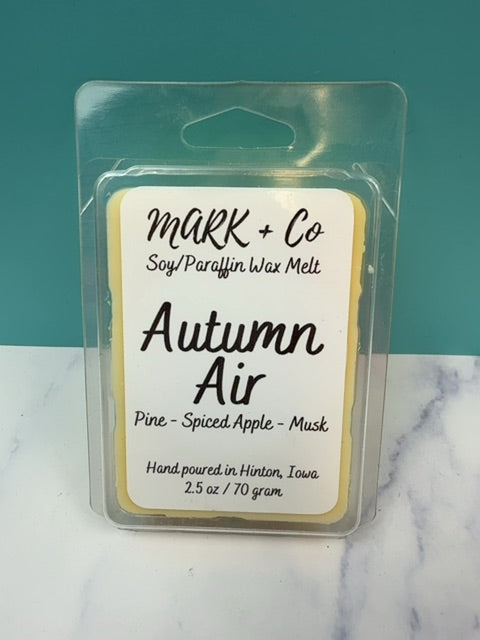 MARK + Co
Soy/Paraffin Wax Melt
Autumn
Air
Pine - Spiced Apple - Musk
Hand poured in Hinton, Iowa
2.5 oz / 70 gram